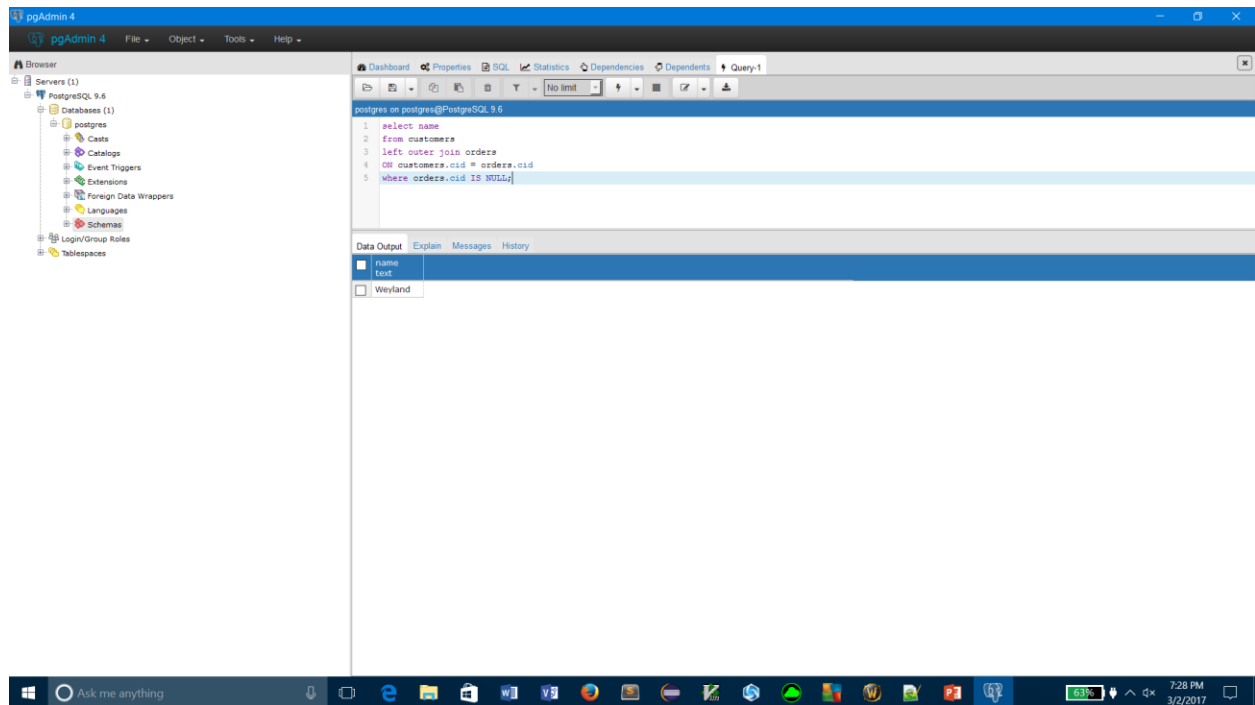 pgAdmin 4
pgAdmin 4 File Object Tools Help
Browser
Servers (1)
PostgreSQL 9.6
Databases (1)
postgres
Casts
Catalogs
Event Triggers
Extensions
Foreign Data Wrappers
Languages
Schemas
Login/Group Roles
Tablespaces
Dashboard Properties SQL Statistics Dependencies Dependents Query-1
No limit
postgres on postgres@PostgreSQL 9.6
1 select name
2 from customers
3 left outer join orders
4 ON customers.cid = orders.cid
5 where orders.cid IS NULL;
Data Output Explain Messages History
name
text
Weyland
Ask me anything
63%
7:28 PM
3/2/2017